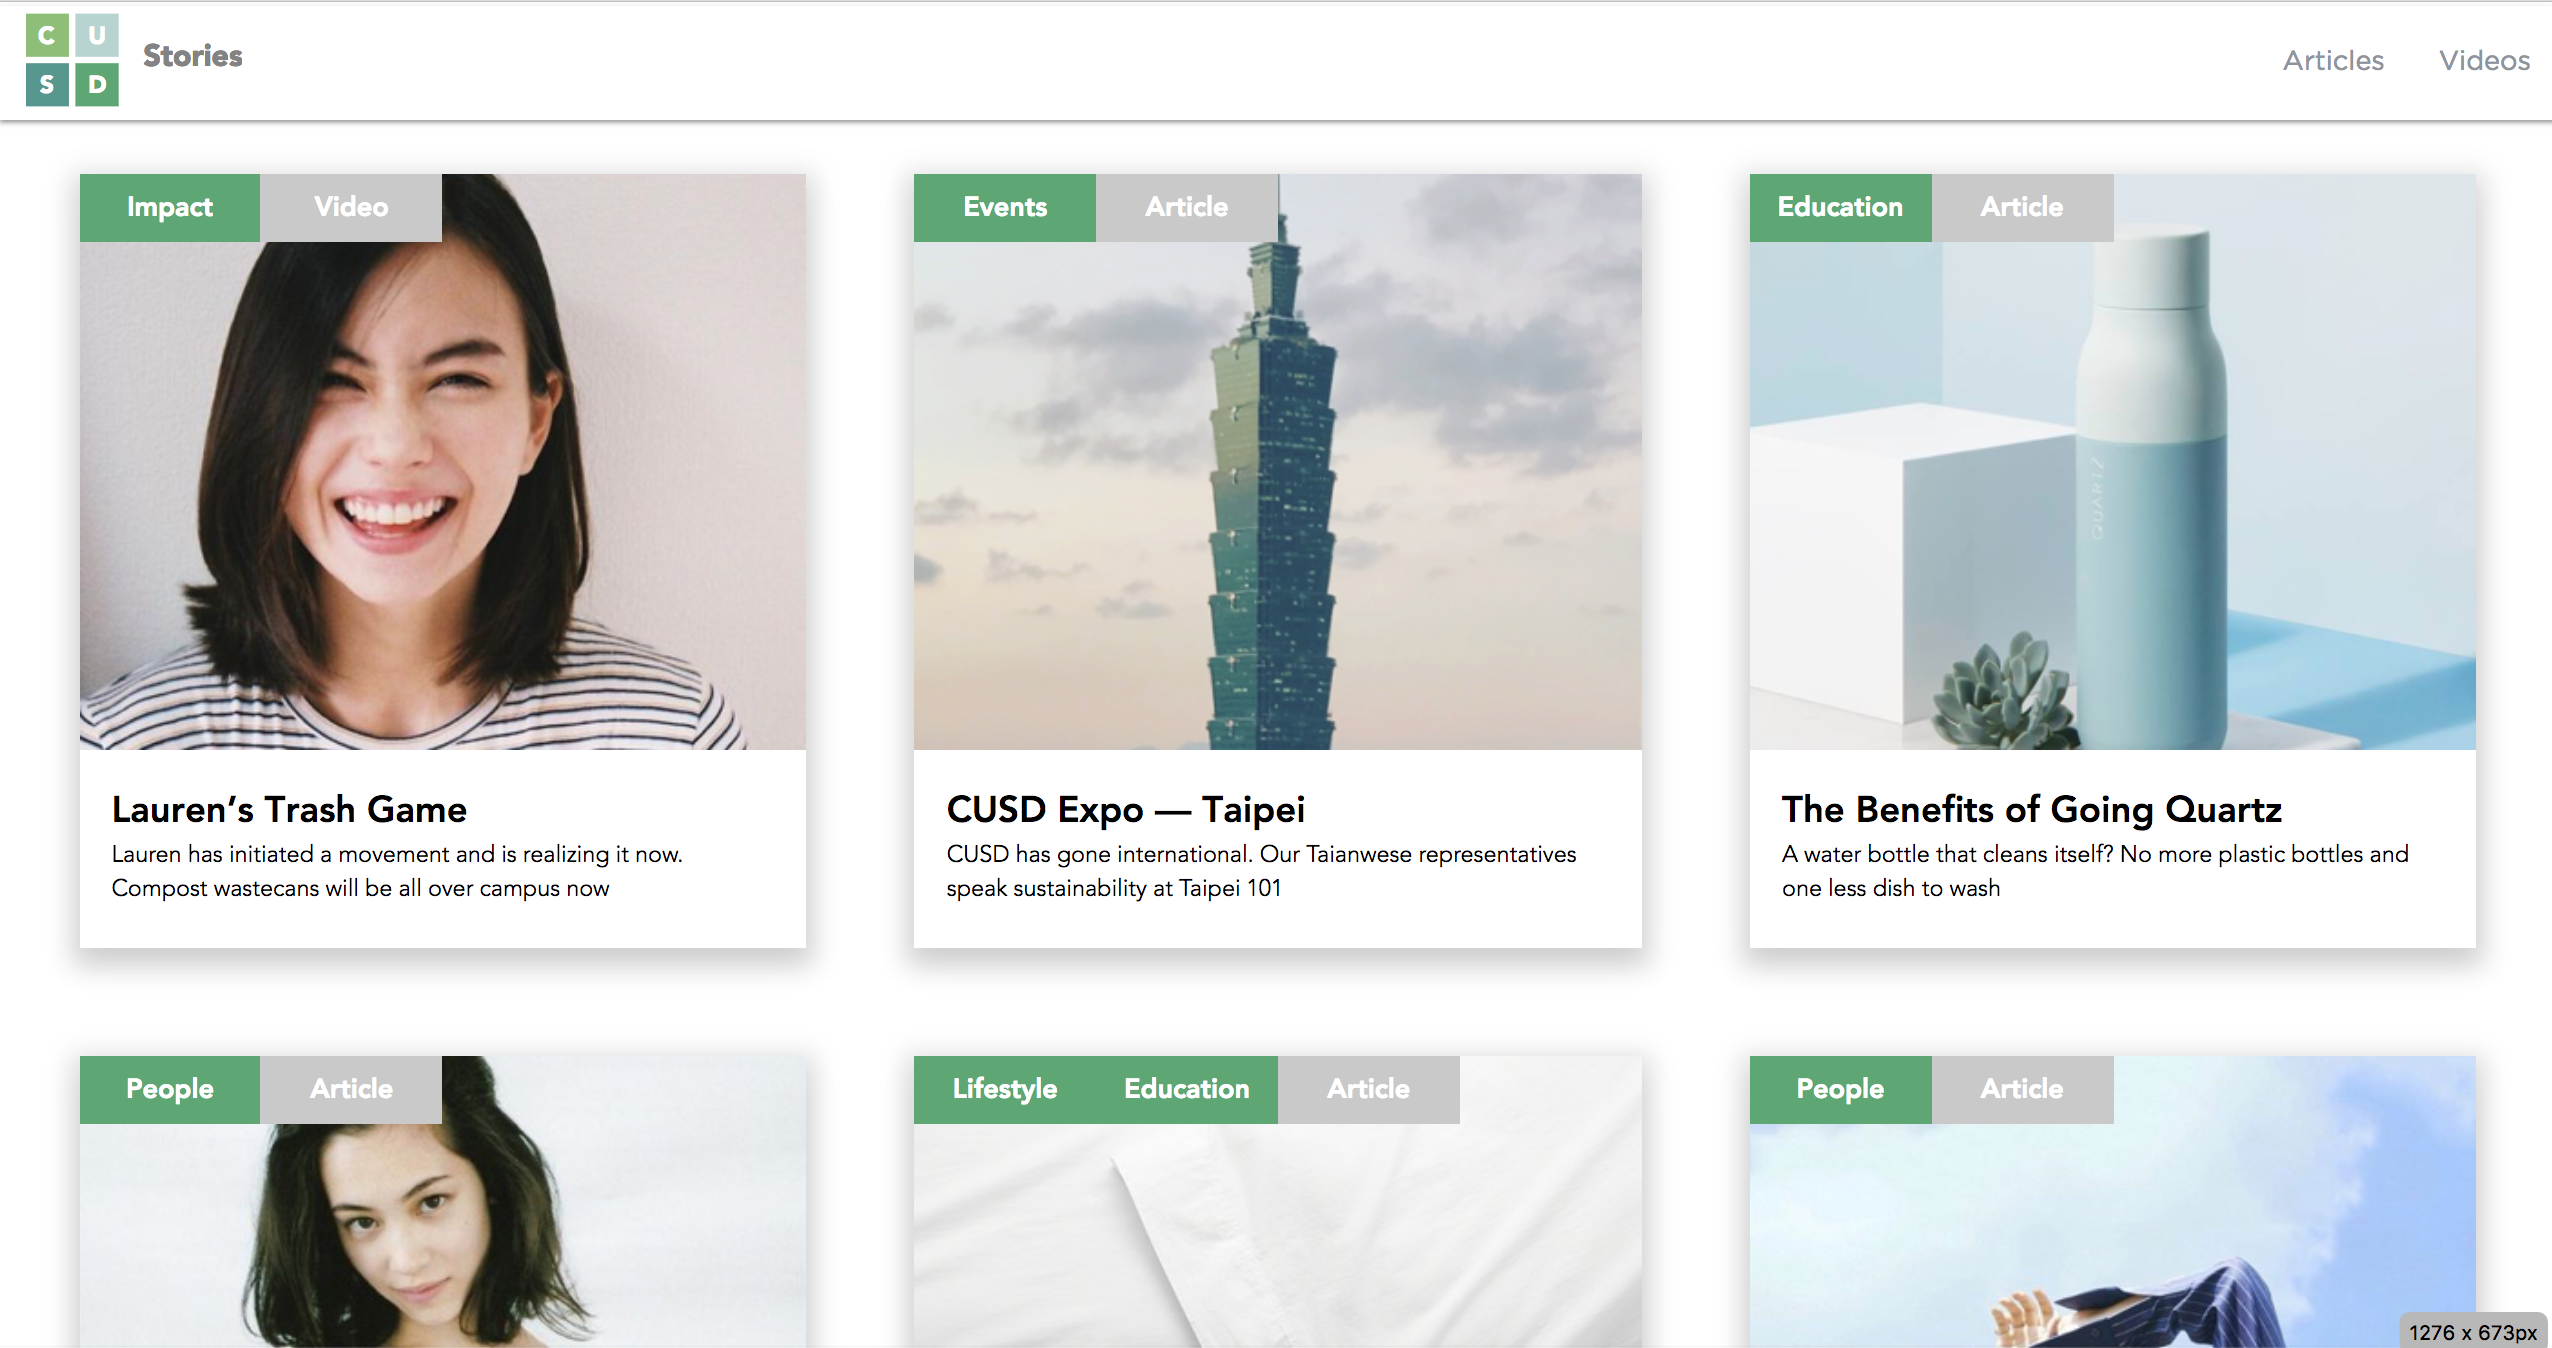 C U
S D
Stories
Articles Videos
Impact Video
Events Article
Education Article
QUARTZ
Lauren’s Trash Game
Lauren has initiated a movement and is realizing it now.
Compost wastecans will be all over campus now
CUSD Expo — Taipei
CUSD has gone international. Our Taianwese representatives
speak sustainability at Taipei 101
The Benefits of Going Quartz
A water bottle that cleans itself? No more plastic bottles and
one less dish to wash
People Article
Lifestyle Education Article
People Article
1276 x 673px